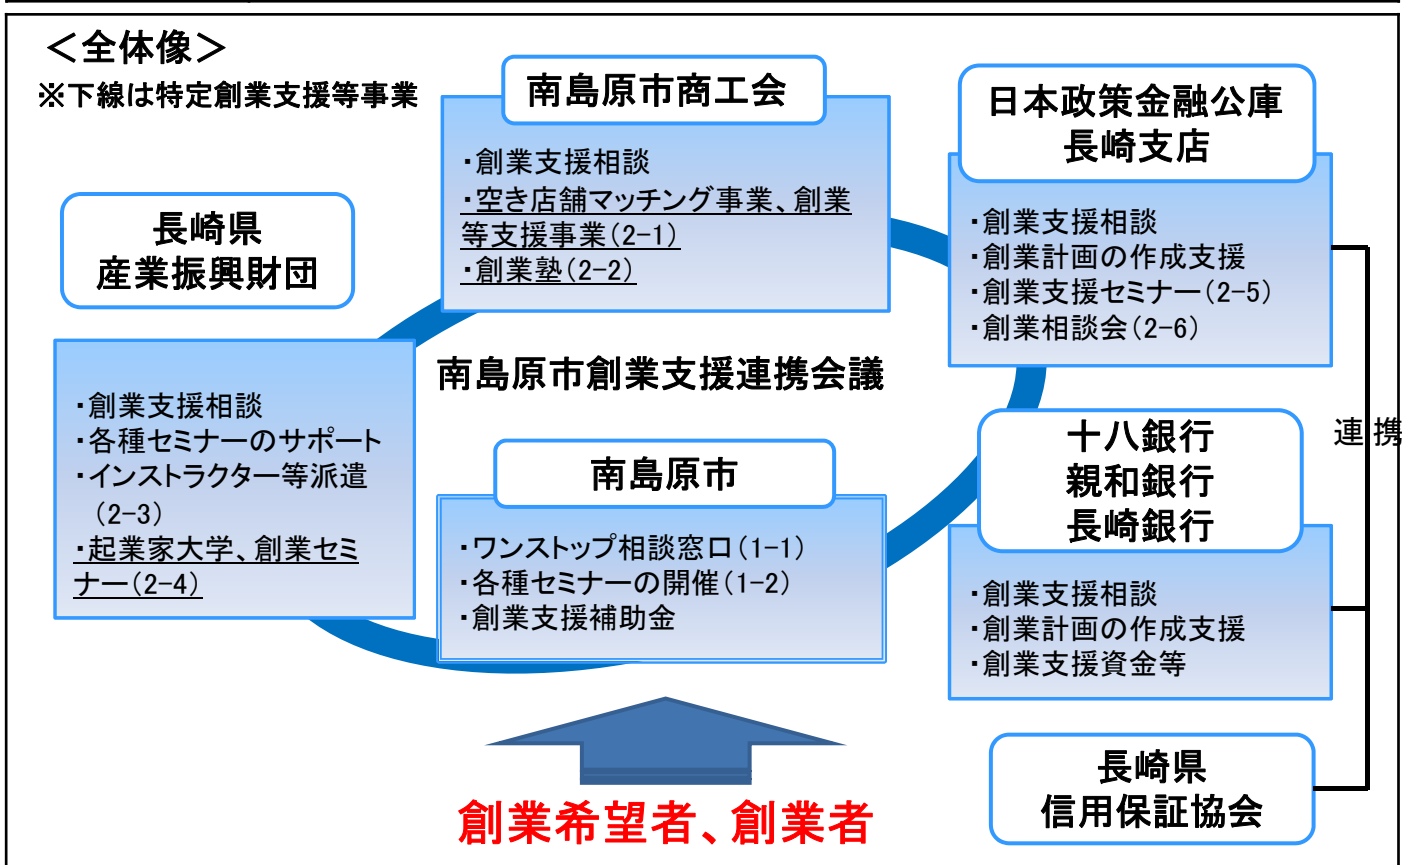 ＜全体像＞
※下線は特定創業支援等事業
南島原市商工会
・創業支援相談
・空き店舗マッチング事業、創業
等支援事業（2-1）
・創業塾（2-2）
日本政策金融公庫
長崎支店
・創業支援相談
・創業計画の作成支援
・創業支援セミナー（2-5）
・創業相談会（2-6）
長崎県
産業振興財団
・創業支援相談
・各種セミナーのサポート
・インストラクター等派遣
（2-3）
・起業家大学、創業セミ
ナー（2-4）
南島原市創業支援連携会議
南島原市
・ワンストップ相談窓口（1-1）
・各種セミナーの開催（1-2）
・創業支援補助金
十八銀行
親和銀行
長崎銀行
・創業支援相談
・創業計画の作成支援
・創業支援資金等
連携
長崎県
信用保証協会
創業希望者、創業者